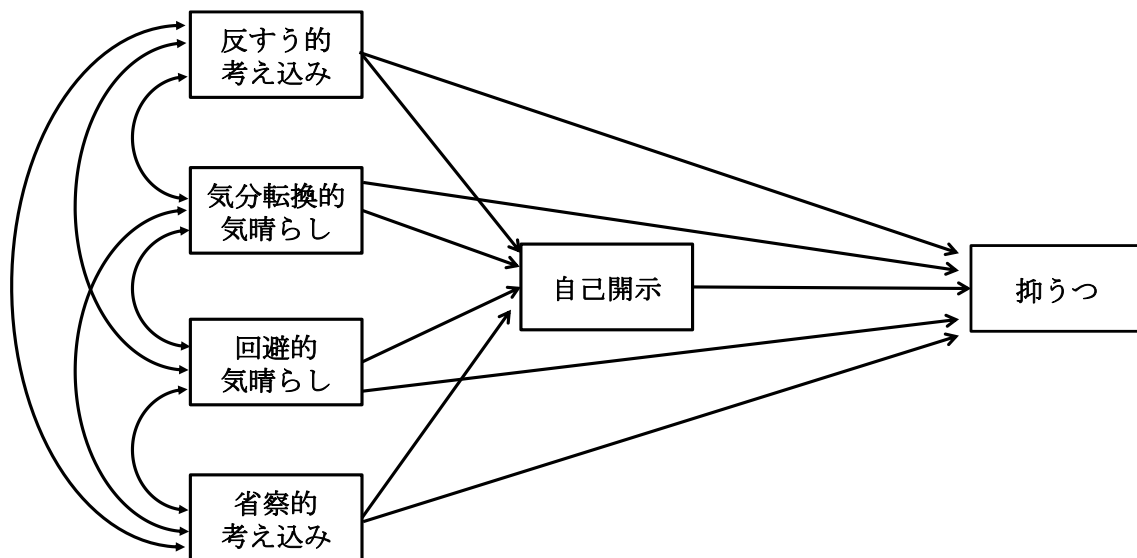 反すう的
考え込み
気分転換的
気晴らし
自己開示
抑うつ
回避的
気晴らし
省察的
考え込み